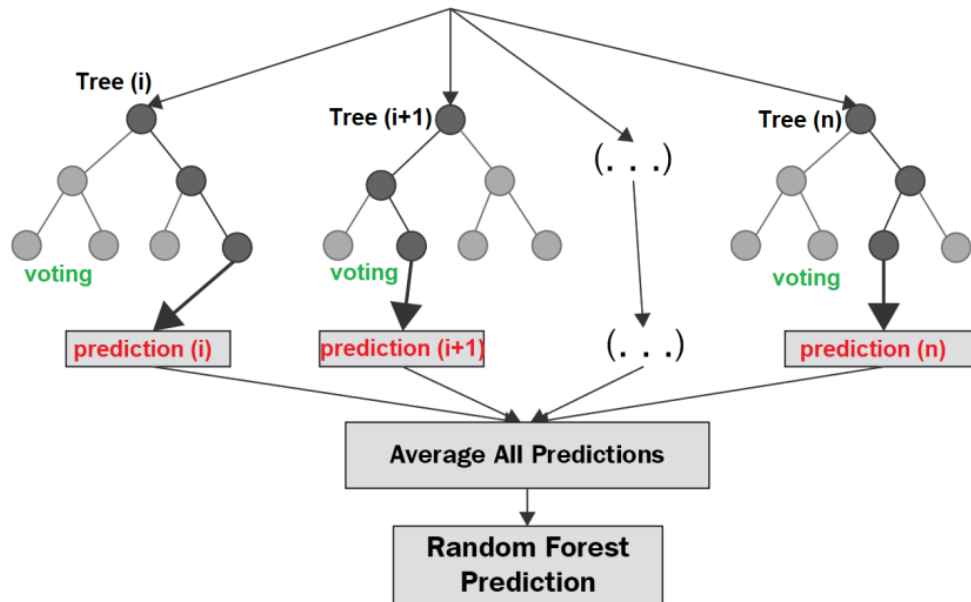 Tree (i)
Tree (i+1)
Tree (n)
(. . .)
voting
voting
voting
prediction (i)
prediction (i+1)
(. . .)
prediction (n)
Average All Predictions
Random Forest
Prediction